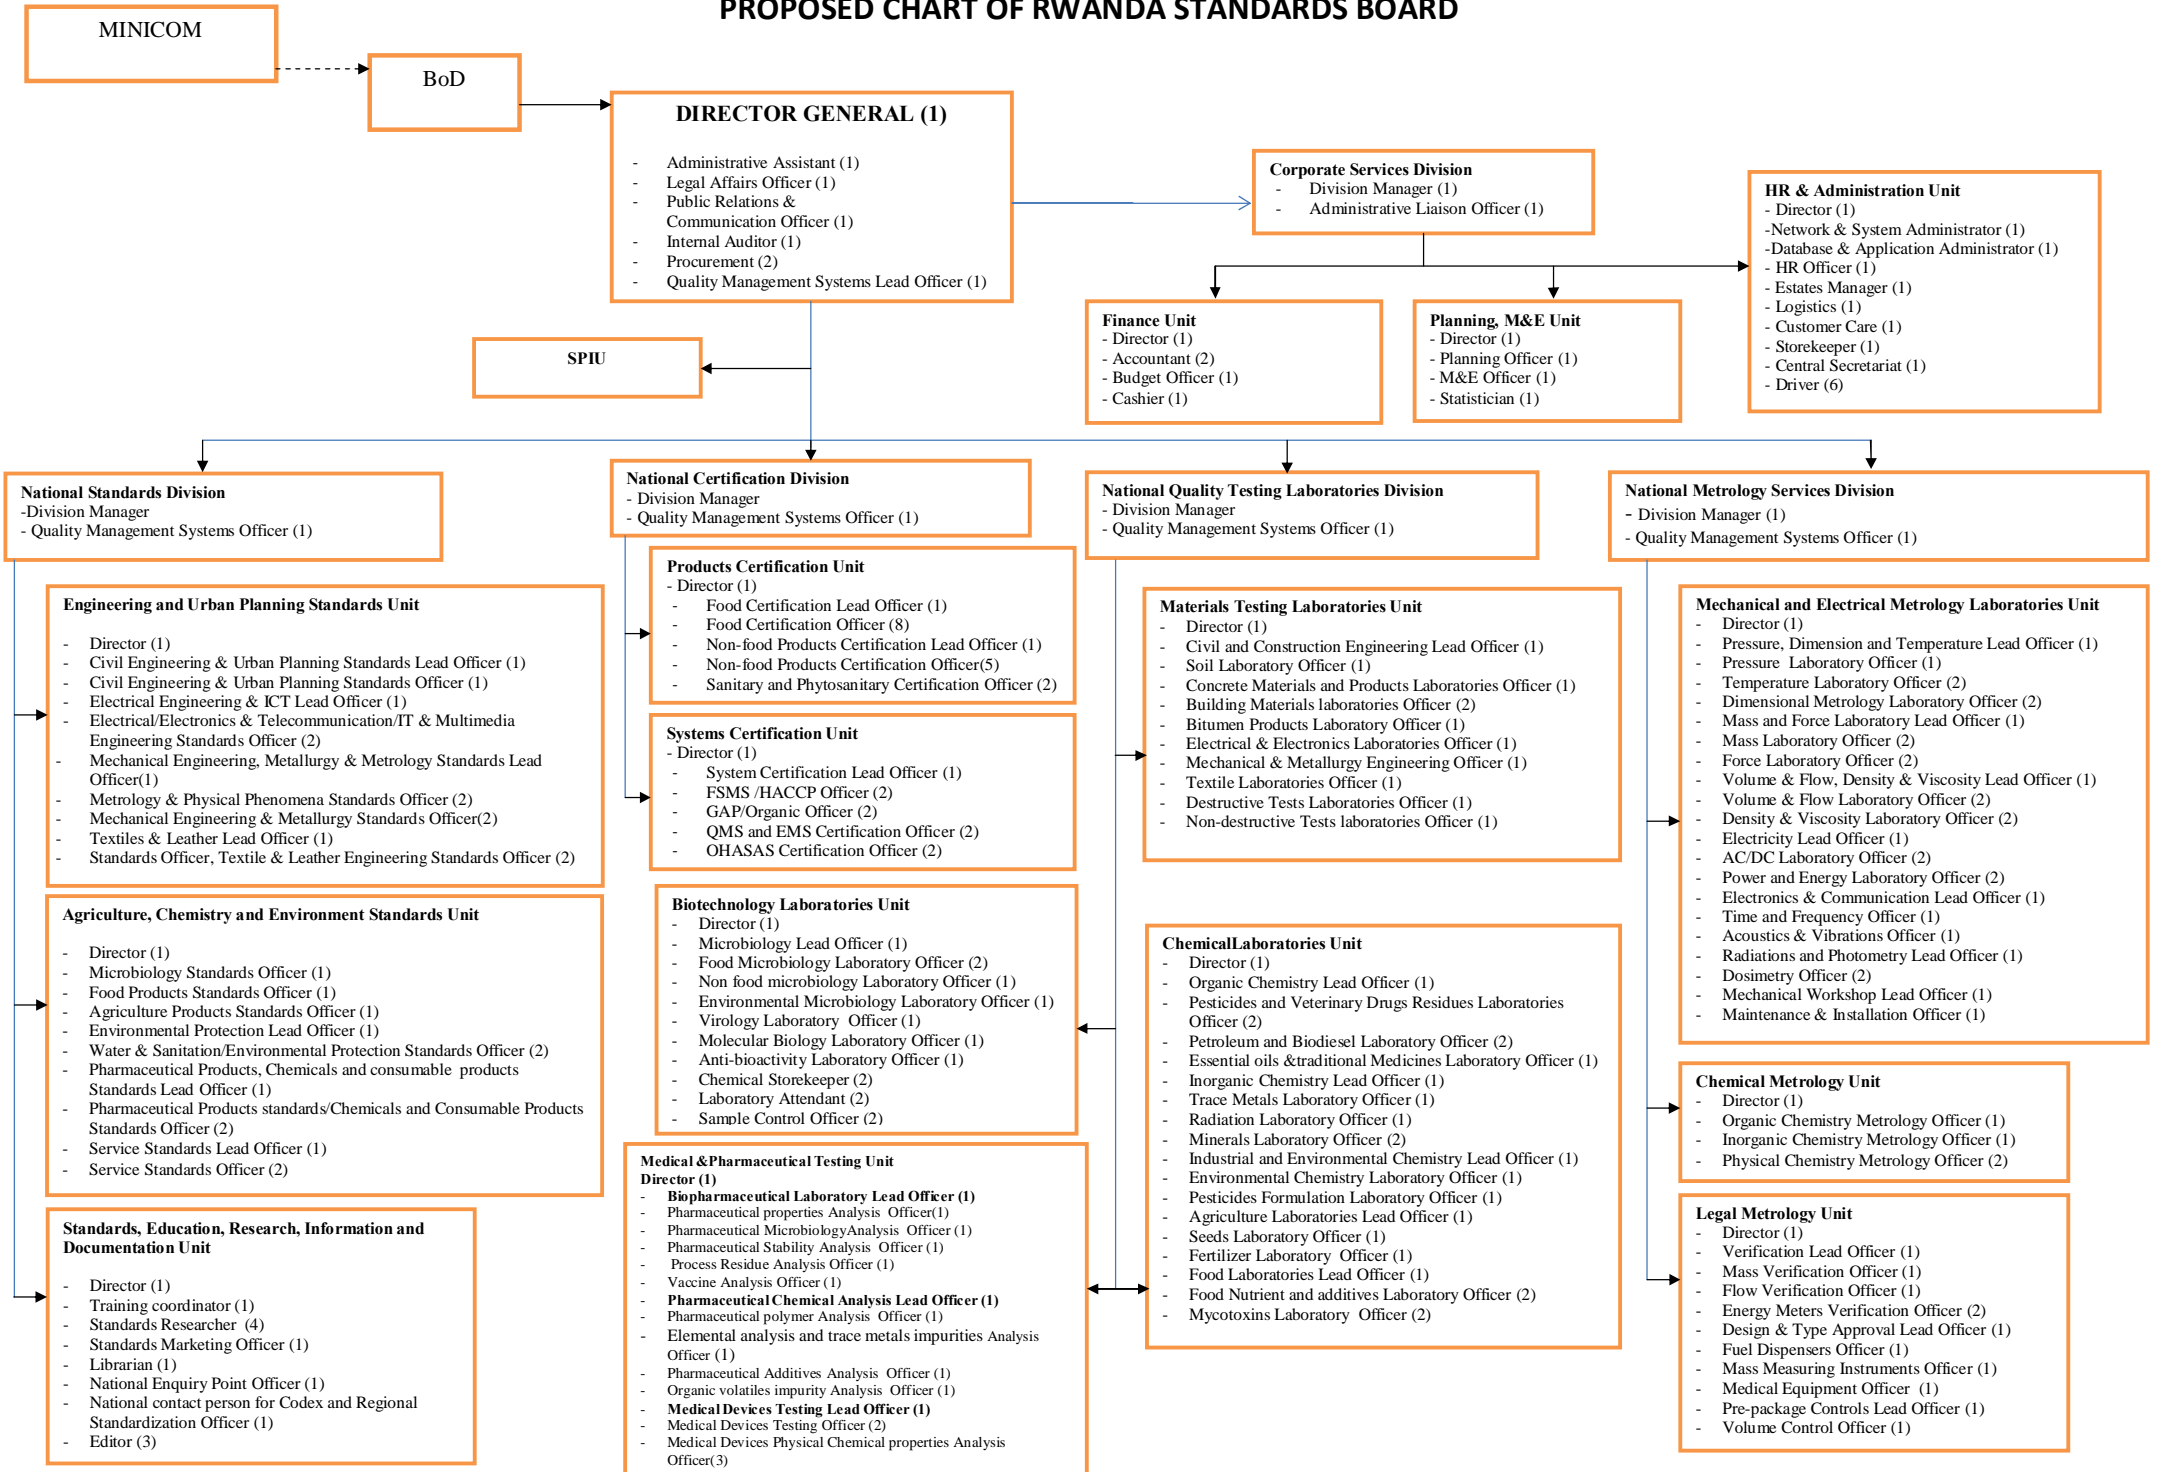 PROPOSED CHART OF RWANDA STANDARDS BOARD
MINICOM
BoD
DIRECTOR GENERAL (1)
- Administrative Assistant (1)
- Legal Affairs Officer (1)
- Public Relations &
Communication Officer (1)
- Internal Auditor (1)
- Procurement (2)
- Quality Management Systems Lead Officer (1)
Corporate Services Division
- Division Manager (1)
- Administrative Liaison Officer (1)
HR & Administration Unit
- Director (1)
-Network & System Administrator (1)
-Database & Application Administrator (1)
- HR Officer (1)
- Estates Manager (1)
- Logistics (1)
- Customer Care (1)
- Storekeeper (1)
- Central Secretariat (1)
- Driver (6)
Finance Unit
- Director (1)
- Accountant (2)
- Budget Officer (1)
- Cashier (1)
Planning, M&E Unit
- Director (1)
- Planning Officer (1)
- M&E Officer (1)
- Statistician (1)
SPIU
National Standards Division
-Division Manager
- Quality Management Systems Officer (1)
National Certification Division
- Division Manager
- Quality Management Systems Officer (1)
National Quality Testing Laboratories Division
- Division Manager
- Quality Management Systems Officer (1)
National Metrology Services Division
- Division Manager (1)
- Quality Management Systems Officer (1)
Engineering and Urban Planning Standards Unit
- Director (1)
- Civil Engineering & Urban Planning Standards Lead Officer (1)
- Civil Engineering & Urban Planning Standards Officer (1)
- Electrical Engineering & ICT Lead Officer (1)
- Electrical/Electronics & Telecommunication/IT & Multimedia
Engineering Standards Officer (2)
- Mechanical Engineering, Metallurgy & Metrology Standards Lead
Officer(1)
- Metrology & Physical Phenomena Standards Officer (2)
- Mechanical Engineering & Metallurgy Standards Officer(2)
- Textiles & Leather Lead Officer (1)
- Standards Officer, Textile & Leather Engineering Standards Officer (2)
Agriculture, Chemistry and Environment Standards Unit
- Director (1)
- Microbiology Standards Officer (1)
- Food Products Standards Officer (1)
- Agriculture Products Standards Officer (1)
- Environmental Protection Lead Officer (1)
- Water & Sanitation/Environmental Protection Standards Officer (2)
- Pharmaceutical Products, Chemicals and consumable products
Standards Lead Officer (1)
- Pharmaceutical Products standards/Chemicals and Consumable Products
Standards Officer (2)
- Service Standards Lead Officer (1)
- Service Standards Officer (2)
Standards, Education, Research, Information and
Documentation Unit
- Director (1)
- Training coordinator (1)
- Standards Researcher (4)
- Standards Marketing Officer (1)
- Librarian (1)
- National Enquiry Point Officer (1)
- National contact person for Codex and Regional
Standardization Officer (1)
- Editor (3)
Products Certification Unit
- Director (1)
- Food Certification Lead Officer (1)
- Food Certification Officer (8)
- Non-food Products Certification Lead Officer (1)
- Non-food Products Certification Officer(5)
- Sanitary and Phytosanitary Certification Officer (2)
Systems Certification Unit
- Director (1)
- System Certification Lead Officer (1)
- FSMS /HACCP Officer (2)
- GAP/Organic Officer (2)
- QMS and EMS Certification Officer (2)
- OHASAS Certification Officer (2)
Biotechnology Laboratories Unit
- Director (1)
- Microbiology Lead Officer (1)
- Food Microbiology Laboratory Officer (2)
- Non food microbiology Laboratory Officer (1)
- Environmental Microbiology Laboratory Officer (1)
- Virology Laboratory Officer (1)
- Molecular Biology Laboratory Officer (1)
- Anti-bioactivity Laboratory Officer (1)
- Chemical Storekeeper (2)
- Laboratory Attendant (2)
- Sample Control Officer (2)
Medical &Pharmaceutical Testing Unit
Director (1)
- Biopharmaceutical Laboratory Lead Officer (1)
- Pharmaceutical properties Analysis Officer(1)
- Pharmaceutical MicrobiologyAnalysis Officer (1)
- Pharmaceutical Stability Analysis Officer (1)
- Process Residue Analysis Officer (1)
- Vaccine Analysis Officer (1)
- Pharmaceutical Chemical Analysis Lead Officer (1)
- Pharmaceutical polymer Analysis Officer (1)
- Elemental analysis and trace metals impurities Analysis
Officer (1)
- Pharmaceutical Additives Analysis Officer (1)
- Organic volatiles impurity Analysis Officer (1)
- Medical Devices Testing Lead Officer (1)
- Medical Devices Testing Officer (2)
- Medical Devices Physical Chemical properties Analysis
Officer(3)
Materials Testing Laboratories Unit
- Director (1)
- Civil and Construction Engineering Lead Officer (1)
- Soil Laboratory Officer (1)
- Concrete Materials and Products Laboratories Officer (1)
- Building Materials laboratories Officer (2)
- Bitumen Products Laboratory Officer (1)
- Electrical & Electronics Laboratories Officer (1)
- Mechanical & Metallurgy Engineering Officer (1)
- Textile Laboratories Officer (1)
- Destructive Tests Laboratories Officer (1)
- Non-destructive Tests laboratories Officer (1)
ChemicalLaboratories Unit
- Director (1)
- Organic Chemistry Lead Officer (1)
- Pesticides and Veterinary Drugs Residues Laboratories
Officer (2)
- Petroleum and Biodiesel Laboratory Officer (2)
- Essential oils &traditional Medicines Laboratory Officer (1)
- Inorganic Chemistry Lead Officer (1)
- Trace Metals Laboratory Officer (1)
- Radiation Laboratory Officer (1)
- Minerals Laboratory Officer (2)
- Industrial and Environmental Chemistry Lead Officer (1)
- Environmental Chemistry Laboratory Officer (1)
- Pesticides Formulation Laboratory Officer (1)
- Agriculture Laboratories Lead Officer (1)
- Seeds Laboratory Officer (1)
- Fertilizer Laboratory Officer (1)
- Food Laboratories Lead Officer (1)
- Food Nutrient and additives Laboratory Officer (2)
- Mycotoxins Laboratory Officer (2)
Mechanical and Electrical Metrology Laboratories Unit
- Director (1)
- Pressure, Dimension and Temperature Lead Officer (1)
- Pressure Laboratory Officer (1)
- Temperature Laboratory Officer (2)
- Dimensional Metrology Laboratory Officer (2)
- Mass and Force Laboratory Lead Officer (1)
- Mass Laboratory Officer (2)
- Force Laboratory Officer (2)
- Volume & Flow, Density & Viscosity Lead Officer (1)
- Volume & Flow Laboratory Officer (2)
- Density & Viscosity Laboratory Officer (2)
- Electricity Lead Officer (1)
- AC/DC Laboratory Officer (2)
- Power and Energy Laboratory Officer (2)
- Electronics & Communication Lead Officer (1)
- Time and Frequency Officer (1)
- Acoustics & Vibrations Officer (1)
- Radiations and Photometry Lead Officer (1)
- Dosimetry Officer (2)
- Mechanical Workshop Lead Officer (1)
- Maintenance & Installation Officer (1)
Chemical Metrology Unit
- Director (1)
- Organic Chemistry Metrology Officer (1)
- Inorganic Chemistry Metrology Officer (1)
- Physical Chemistry Metrology Officer (2)
Legal Metrology Unit
- Director (1)
- Verification Lead Officer (1)
- Mass Verification Officer (1)
- Flow Verification Officer (1)
- Energy Meters Verification Officer (2)
- Design & Type Approval Lead Officer (1)
- Fuel Dispensers Officer (1)
- Mass Measuring Instruments Officer (1)
- Medical Equipment Officer (1)
- Pre-package Controls Lead Officer (1)
- Volume Control Officer (1)